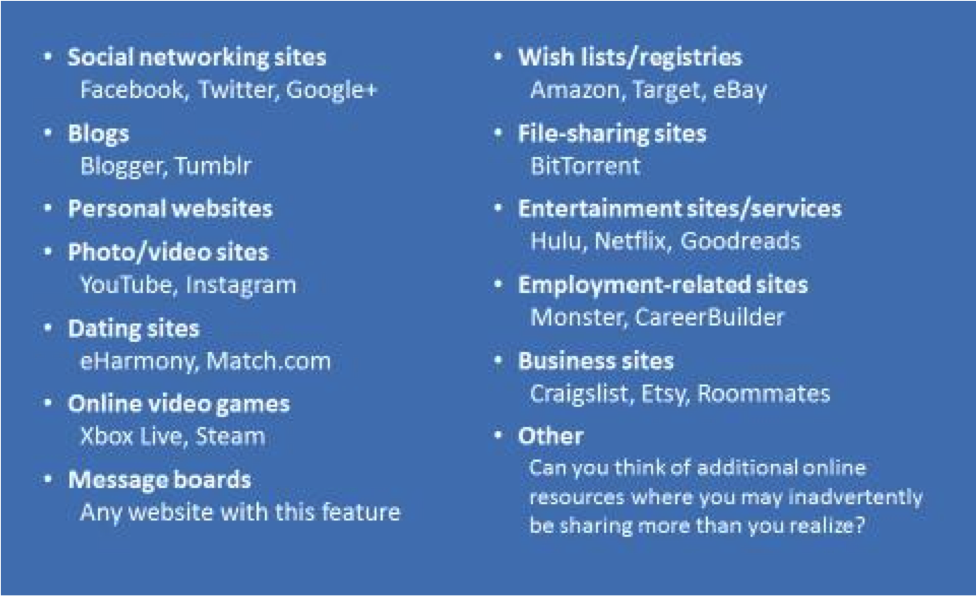 • Social networking sites
Facebook, Twitter, Google+
• Blogs
Blogger, Tumblr
• Personal websites
• Photo/video sites
YouTube, Instagram
• Dating sites
eHarmony, Match.com
• Online video games
Xbox Live, Steam
• Message boards
Any website with this feature
• Wish lists/registries
Amazon, Target, eBay
• File-sharing sites
BitTorrent
• Entertainment sites/services
Hulu, Netflix, Goodreads
• Employment-related sites
Monster, CareerBuilder
• Business sites
Craigslist, Etsy, Roommates
• Other
Can you think of additional online
resources where you may inadvertently
be sharing more than you realize?